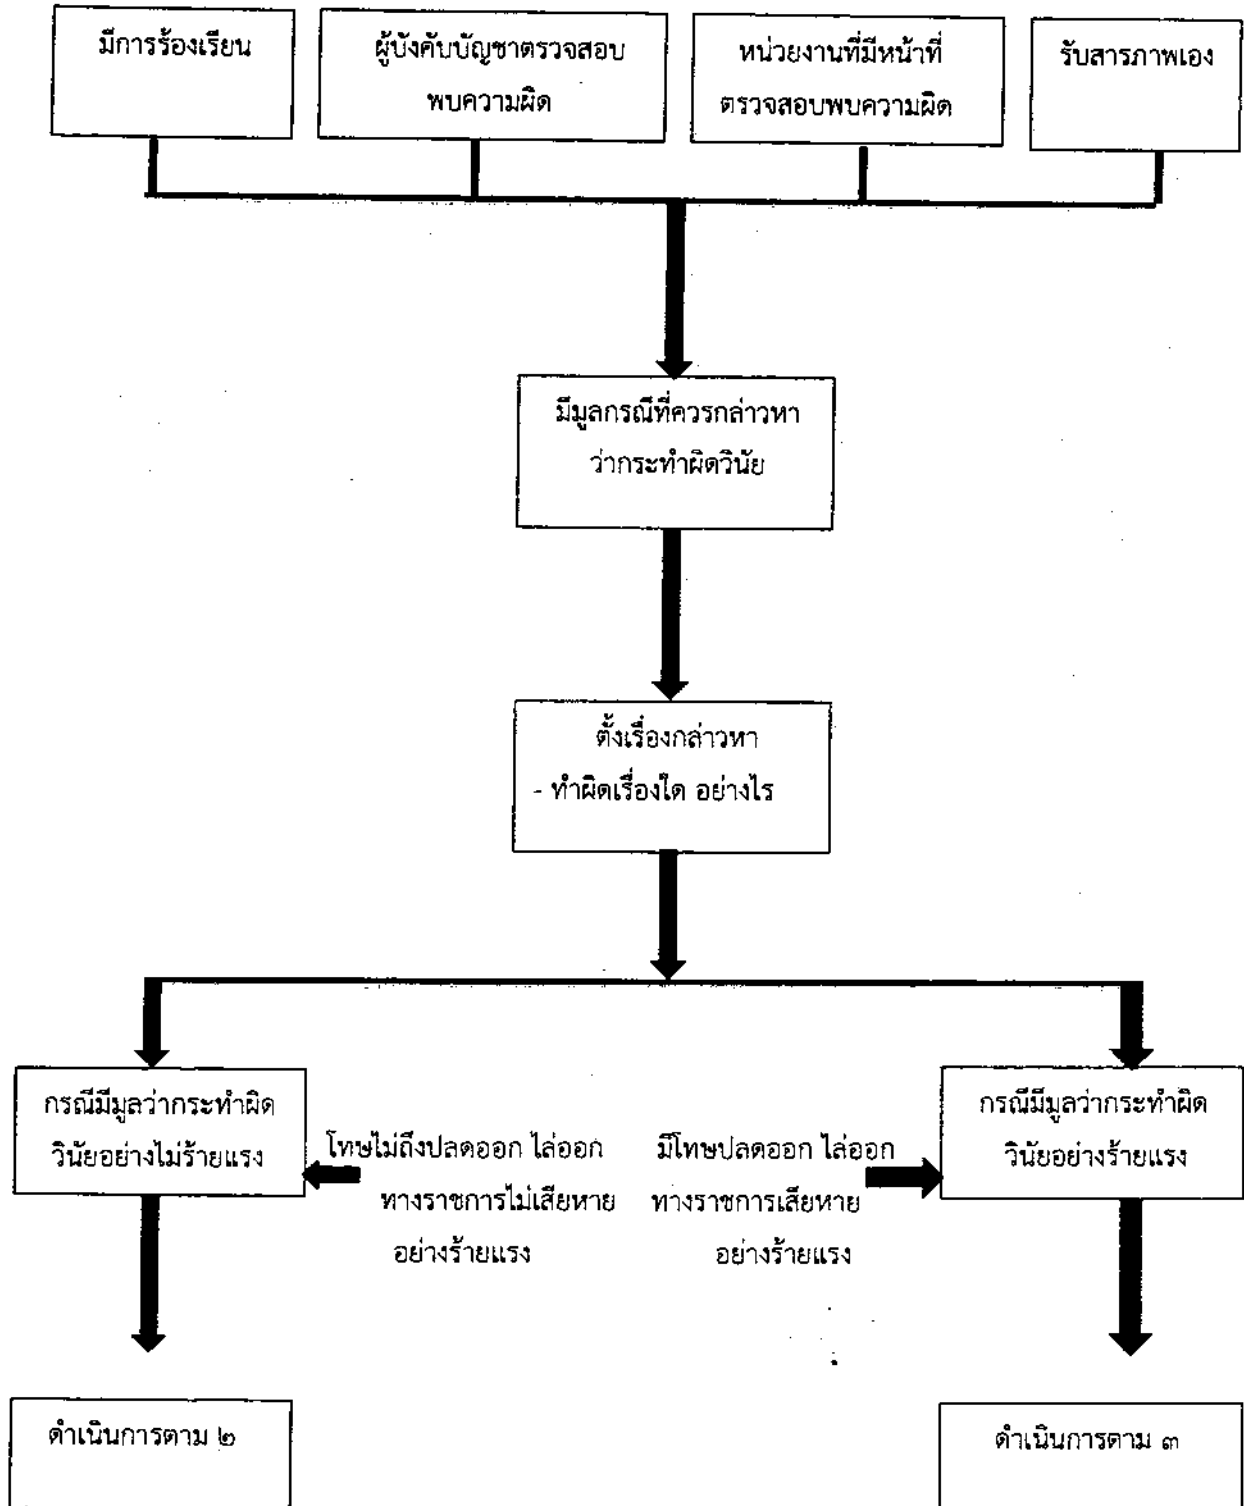 มีการร้องเรียน
ผู้บังคับบัญชาตรวจสอบ
พบความผิด
หน่วยงานที่มีหน้าที่
ตรวจสอบพบความผิด
รับสารภาพเอง
มีมูลกรณีที่ควรกล่าวหา
ว่ากระทำผิดวินัย
ตั้งเรื่องกล่าวหา
- ทำผิดเรื่องใด อย่างไร
กรณีมีมูลว่ากระทำผิด
วินัยอย่างไม่ร้ายแรง
โทษไม่ถึงปลดออก ไล่ออก
ทางราชการไม่เสียหาย
อย่างร้ายแรง
มีโทษปลดออก ไล่ออก
ทางราชการเสียหาย
อย่างร้ายแรง
กรณีมีมูลว่ากระทำผิด
วินัยอย่างร้ายแรง
ดำเนินการตาม ๒
ดำเนินการตาม ๓